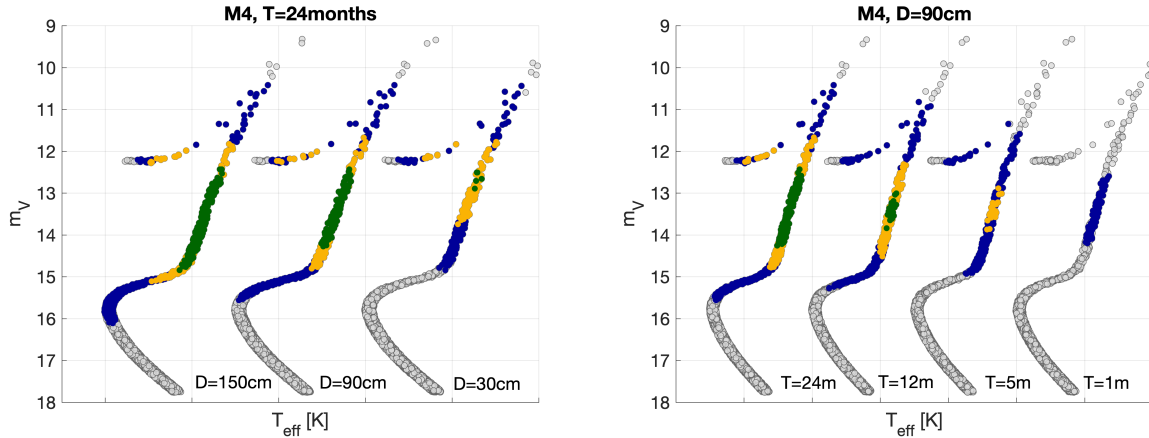 M4, T=24months
9
10
11
12
13
14
15
16
17
18
m_V
D=150cm
D=90cm
D=30cm
T_eff [K]
M4, D=90cm
9
10
11
12
13
14
15
16
17
18
m_V
T=24m
T=12m
T=5m
T=1m
T_eff [K]